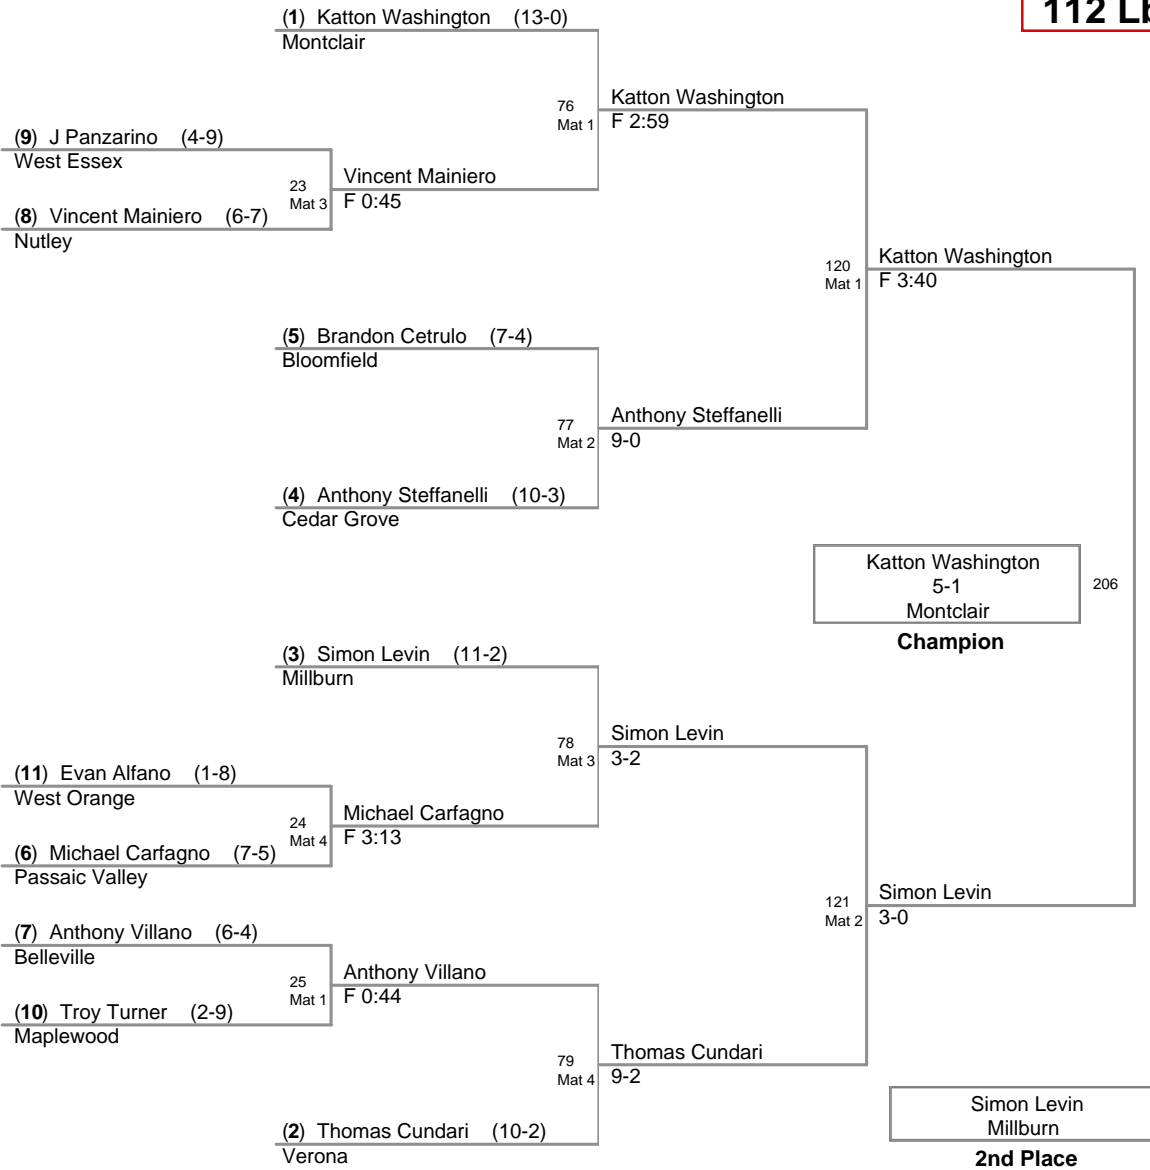 112 Lb
(1) Katton Washington (13-0)
Montclair
76
Mat 1
Katton Washington
F 2:59
(9) J Panzarino (4-9)
West Essex
23
Mat 3
Vincent Mainiero
F 0:45
(8) Vincent Mainiero (6-7)
Nutley
120
Mat 1
Katton Washington
F 3:40
(5) Brandon Cetrulo (7-4)
Bloomfield
77
Mat 2
Anthony Steffanelli
9-0
(4) Anthony Steffanelli (10-3)
Cedar Grove
Katton Washington
5-1
Montclair
206
Champion
(3) Simon Levin (11-2)
Millburn
78
Mat 3
Simon Levin
3-2
(11) Evan Alfano (1-8)
West Orange
24
Mat 4
Michael Carfagno
F 3:13
(6) Michael Carfagno (7-5)
Passaic Valley
121
Mat 2
Simon Levin
3-0
(7) Anthony Villano (6-4)
Belleville
25
Mat 1
Anthony Villano
F 0:44
(10) Troy Turner (2-9)
Maplewood
79
Mat 4
Thomas Cundari
9-2
(2) Thomas Cundari (10-2)
Verona
Simon Levin
Millburn
2nd Place